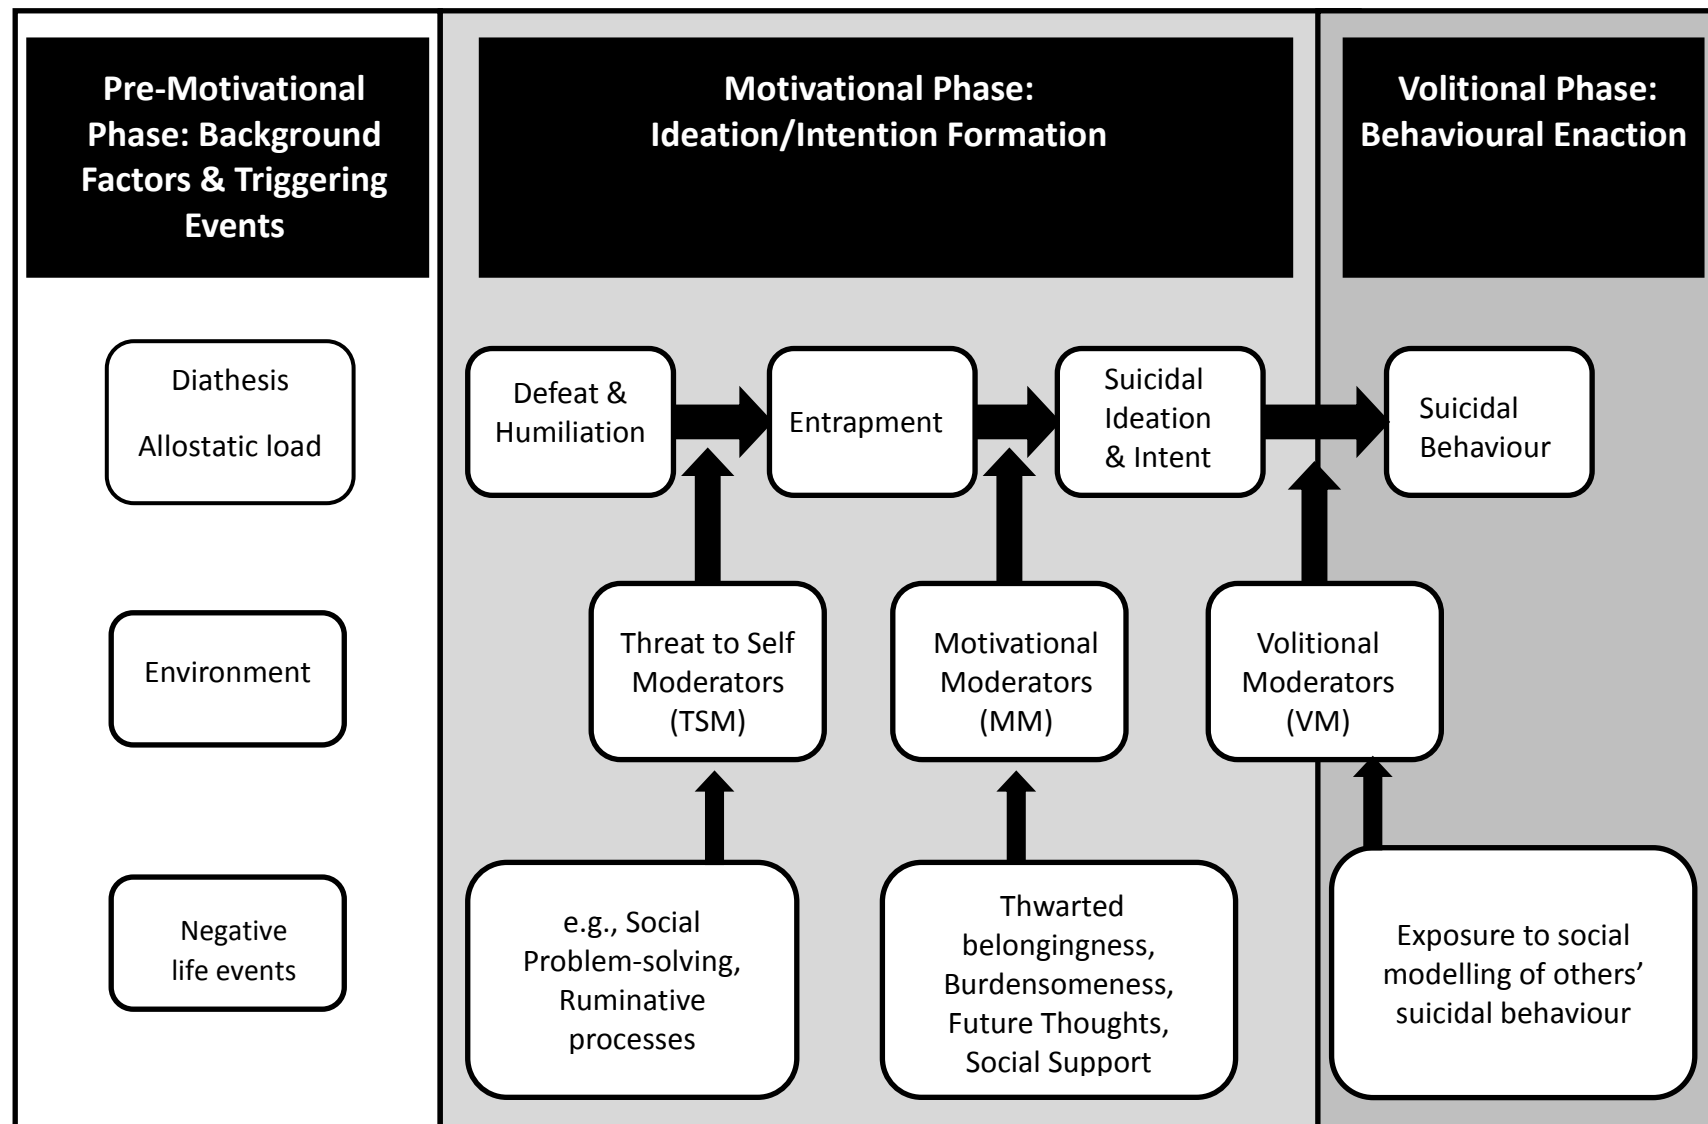 Pre-Motivational
Phase: Background
Factors & Triggering
Events
Motivational Phase:
Ideation/Intention Formation
Volitional Phase:
Behavioural Enaction
Diathesis
Allostatic load
Defeat &
Humiliation
Entrapment
Suicidal
Ideation
& Intent
Suicidal
Behaviour
Environment
Threat to Self
Moderators
(TSM)
Motivational
Moderators
(MM)
Volitional
Moderators
(VM)
Negative
life events
e.g., Social
Problem-solving,
Ruminative
processes
Thwarted
belongingness,
Burdensomeness,
Future Thoughts,
Social Support
Exposure to social
modelling of others’
suicidal behaviour